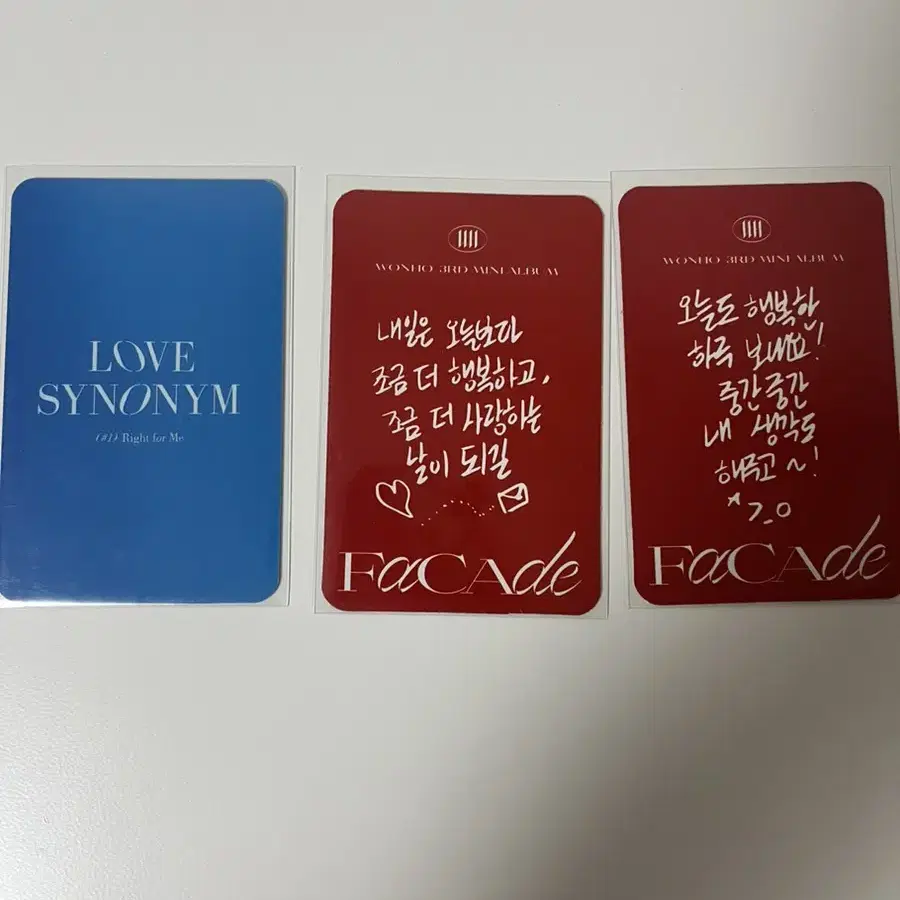 LOVE
SYNONYM
(#1) Right for Me
WONHO 3RD MINI ALBUM
내일은 오늘보다
조금 더 행복하고,
조금 더 사랑하는
날이 되길
FaCAde
WONHO 3RD MINI ALBUM
오늘도 행복한
하루 보내요!
중간중간
내 생각도
해주고 ~!
FaCAde